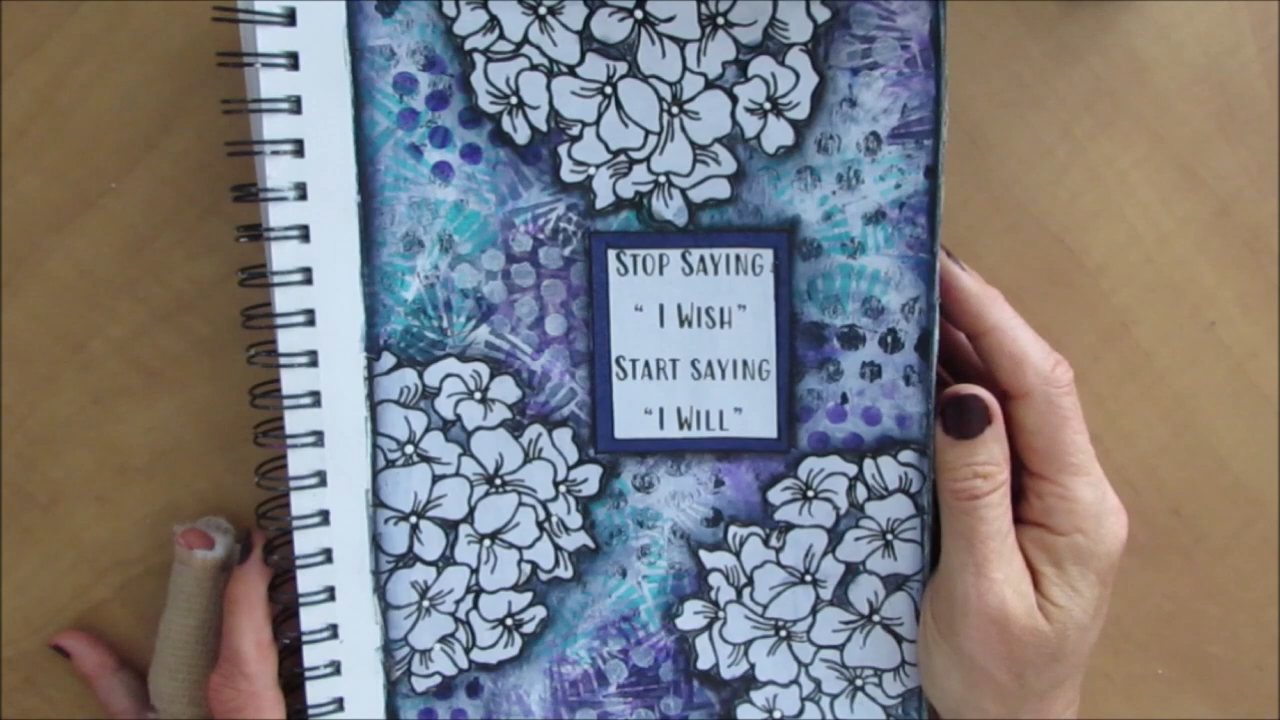 Stop Saying
“ I Wish”
Start saying
“I Will”